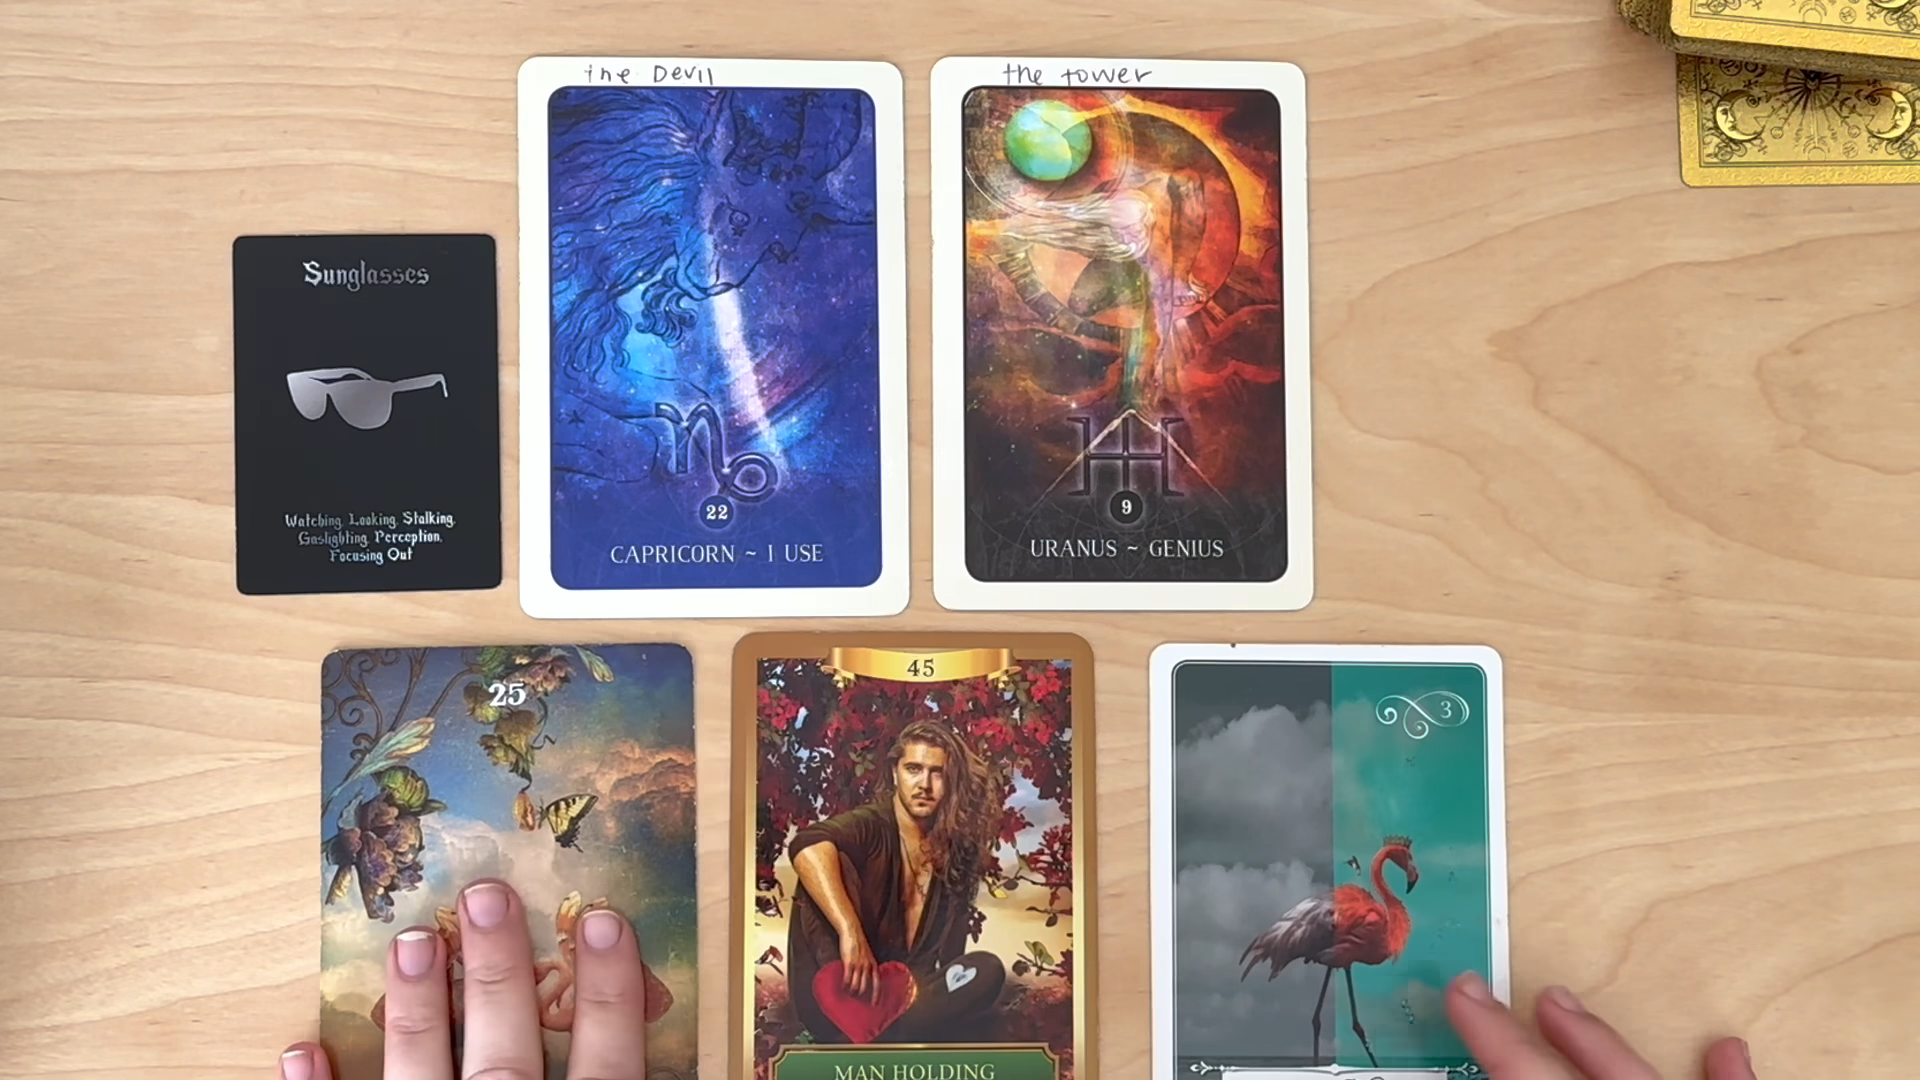 the Devil
the tower
Sunglasses
Watching, Looking, Stalking,
Gaslighting, Perception,
Focusing Out
22
CAPRICORN ~ I USE
9
URANUS ~ GENIUS
25
45
MAN HOLDING
3